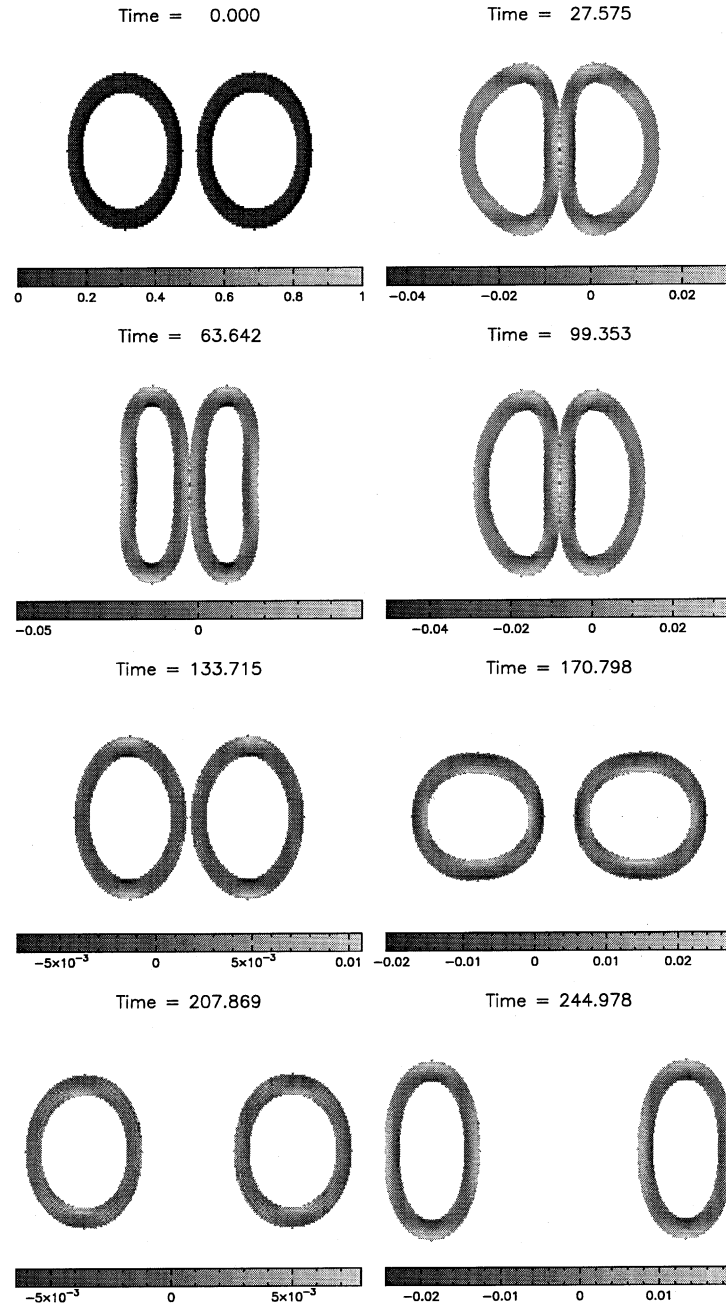 Time = 0.000
Time = 27.575
0 0.2 0.4 0.6 0.8 1
−0.04 −0.02 0 0.02
Time = 63.642
Time = 99.353
−0.05 0
−0.04 −0.02 0 0.02
Time = 133.715
Time = 170.798
−5×10⁻³ 0 5×10⁻³ 0.01
−0.02 −0.01 0 0.01 0.02
Time = 207.869
Time = 244.978
−5×10⁻³ 0 5×10⁻³
−0.02 −0.01 0 0.01